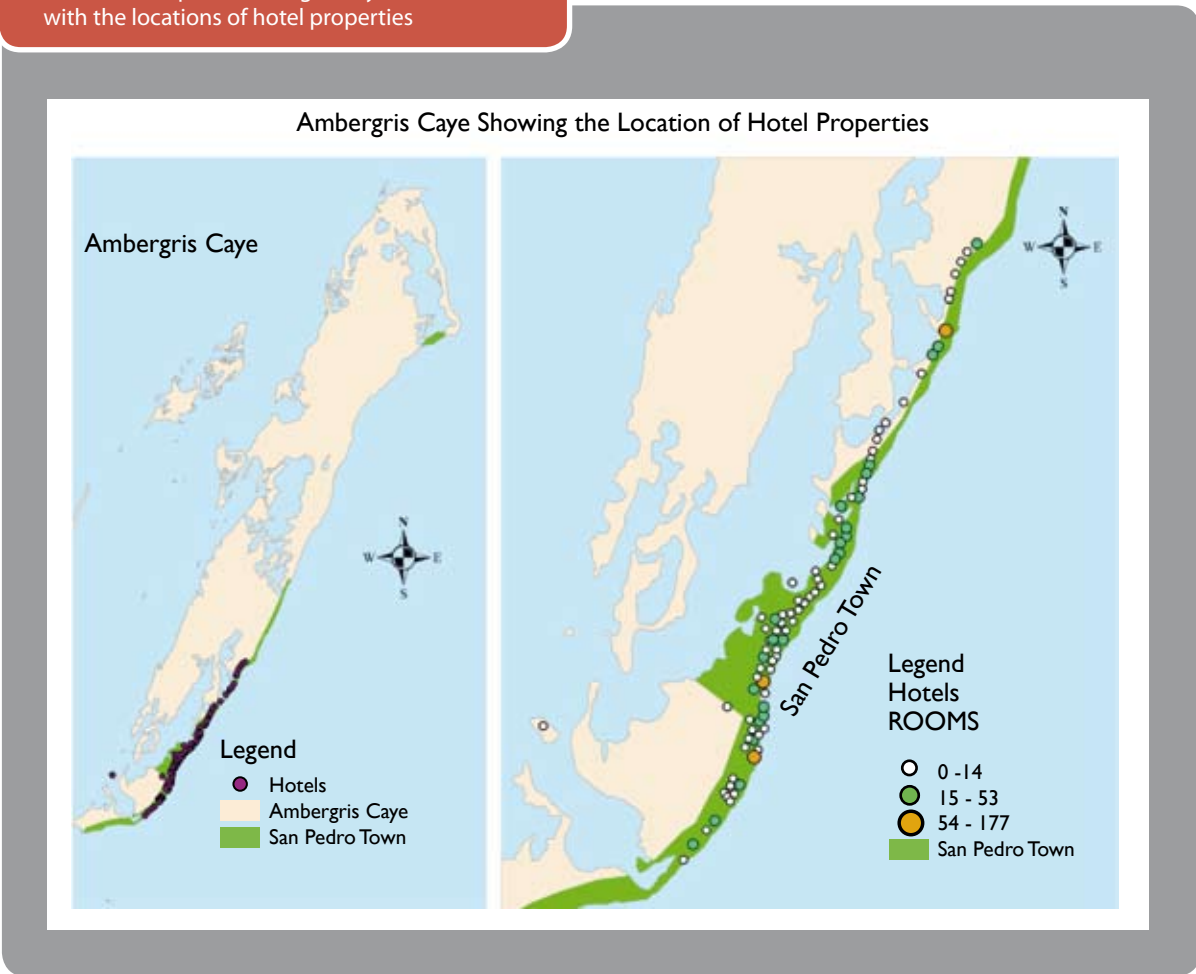 with the locations of hotel properties
Ambergris Caye Showing the Location of Hotel Properties
Ambergris Caye
N
W E
S
Legend
Hotels
Ambergris Caye
San Pedro Town
N
W E
S
San Pedro Town
Legend
Hotels
ROOMS
0 -14
15 - 53
54 - 177
San Pedro Town